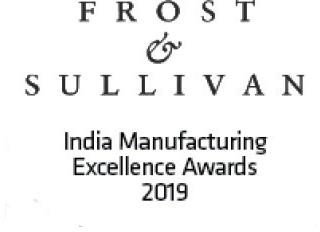 FROST
&
SULLIVAN
India Manufacturing
Excellence Awards
2019